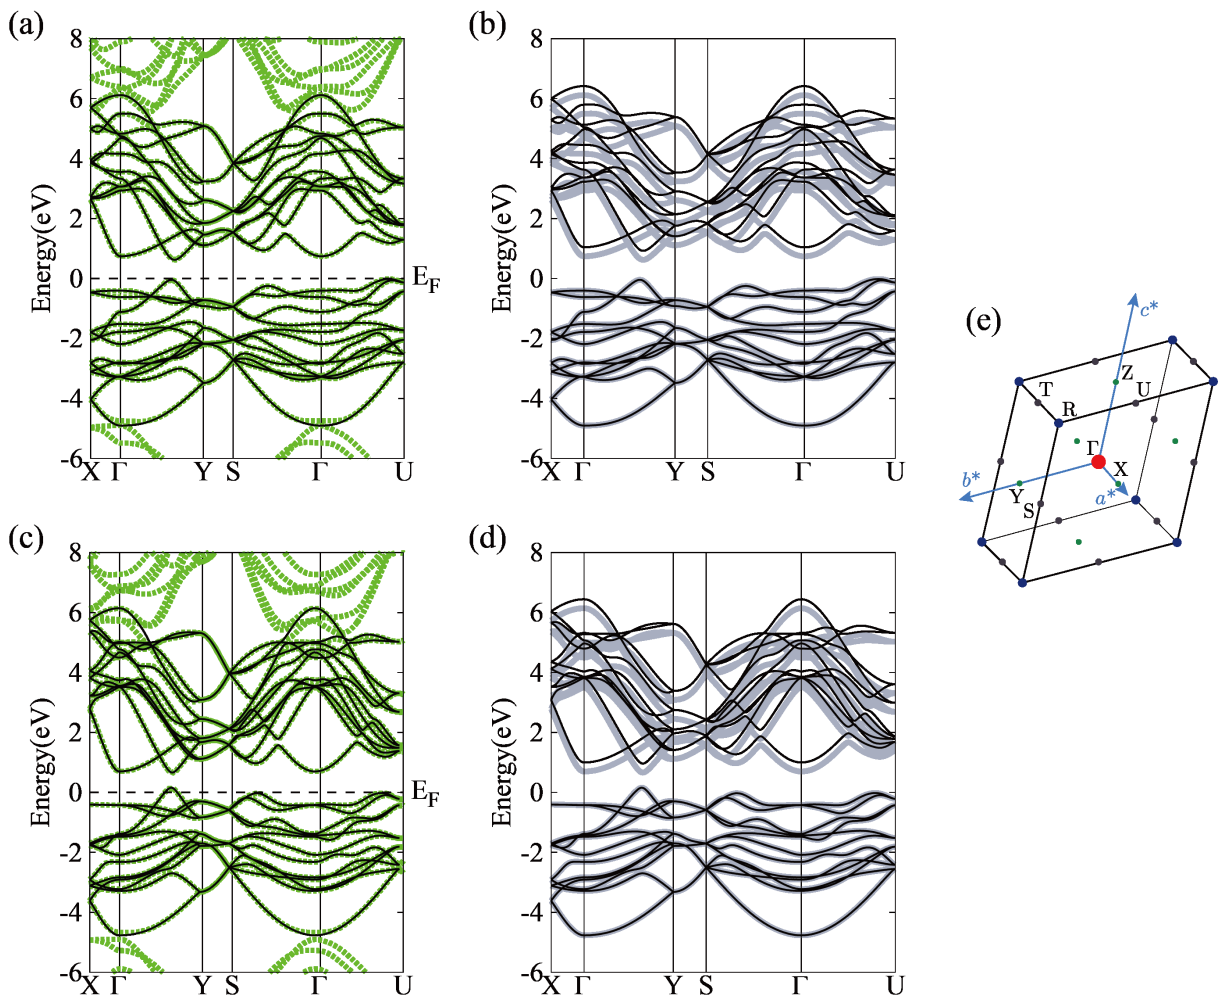 (a)
8
6
4
2
0
-2
-4
-6
Energy(eV)
E_F
X Γ Y S Γ U
(b)
8
6
4
2
0
-2
-4
-6
Energy(eV)
X Γ Y S Γ U
(c)
8
6
4
2
0
-2
-4
-6
Energy(eV)
E_F
X Γ Y S Γ U
(d)
8
6
4
2
0
-2
-4
-6
Energy(eV)
X Γ Y S Γ U
(e)
c*
Z
T U
R
Γ
X
b*
Y a*
S